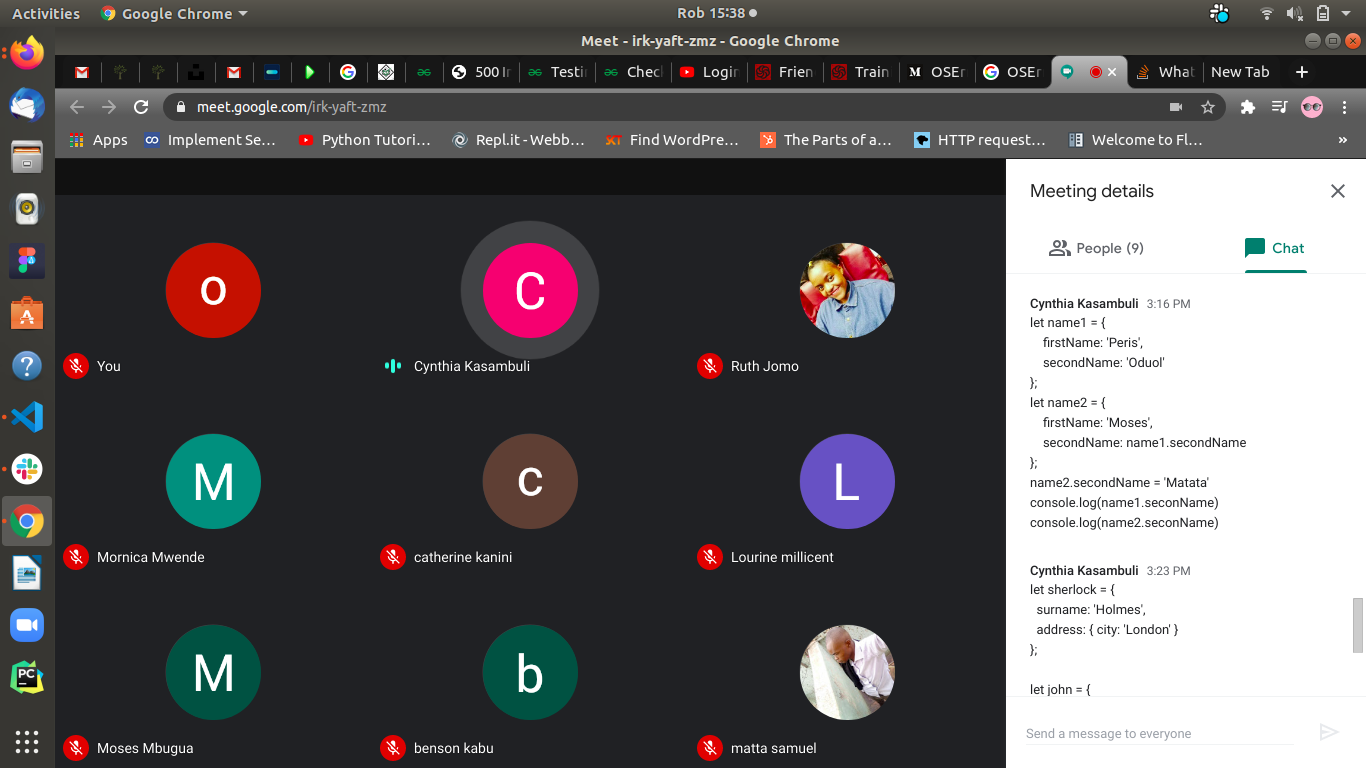 Activities
Google Chrome
Rob 15:38
Meet - irk-yaft-zmz - Google Chrome
500 Ir
Testi
Chec
Logir
Frien
Train
M
OSEr
OSEr
What
New Tab
meet.google.com/irk-yaft-zmz
Apps
Implement Se...
Python Tutori...
Repl.it - Webb...
Find WordPre...
The Parts of a...
HTTP request...
Welcome to Fl...
»
Meeting details
People (9)
Chat
o
C
You
Cynthia Kasambuli
Ruth Jomo
M
c
L
Mornica Mwende
catherine kanini
Lourine millicent
M
b
Moses Mbugua
benson kabu
matta samuel
PC
Cynthia Kasambuli 3:16 PM
let name1 = {
firstName: 'Peris',
secondName: 'Oduol'
};
let name2 = {
firstName: 'Moses',
secondName: name1.secondName
};
name2.secondName = 'Matata'
console.log(name1.seconName)
console.log(name2.seconName)
Cynthia Kasambuli 3:23 PM
let sherlock = {
surname: 'Holmes',
address: { city: 'London' }
};
let john = {
Send a message to everyone